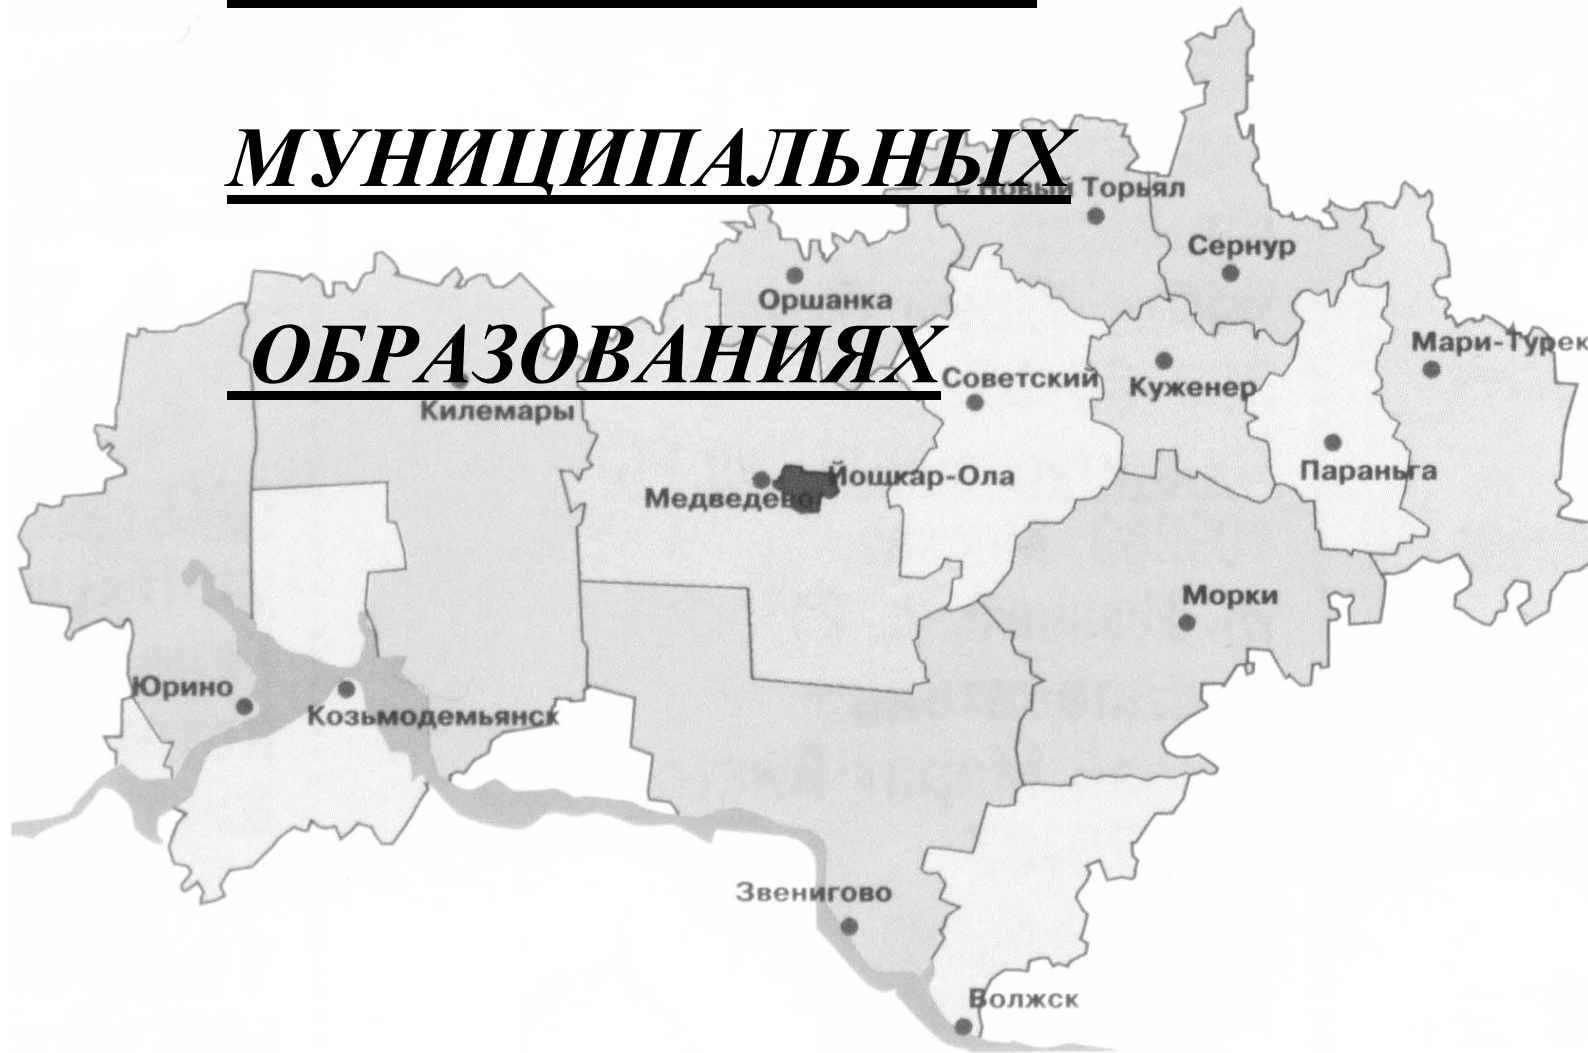 МУНИЦИПАЛЬНЫХ
Новый Торьял
Сернур
Оршанка
ОБРАЗОВАНИЯХ
Мари-Турек
Советский
Куженер
Килемары
Параньга
Йошкар-Ола
Медведево
Морки
Юрино
Козьмодемьянск
Звенигово
Волжск